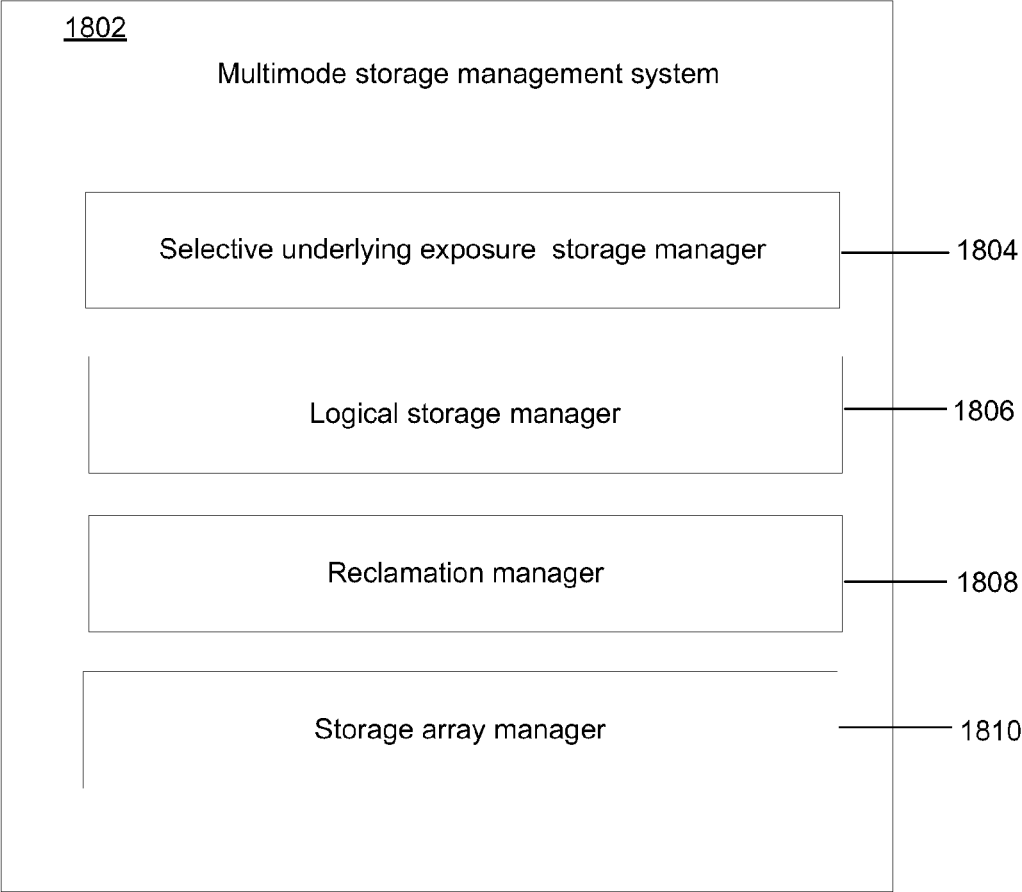 1802
Multimode storage management system
Selective underlying exposure storage manager
1804
Logical storage manager
1806
Reclamation manager
1808
Storage array manager
1810